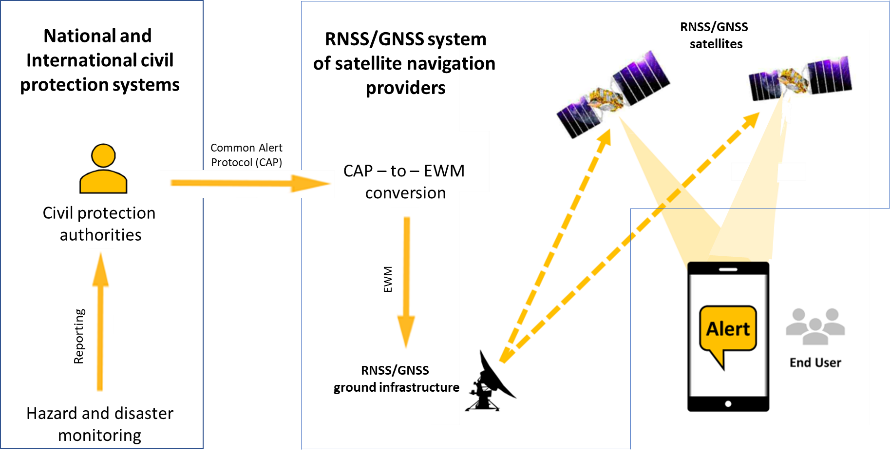 National and
International civil
protection systems
Civil protection
authorities
Reporting
Hazard and disaster
monitoring
Common Alert
Protocol (CAP)
RNSS/GNSS system
of satellite navigation
providers
CAP – to – EWM
conversion
EWM
RNSS/GNSS
ground infrastructure
RNSS/GNSS
satellites
Alert
End User